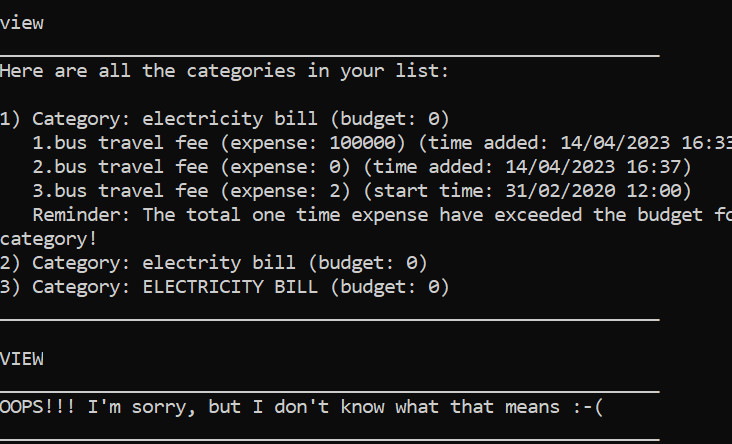 view
Here are all the categories in your list:
1) Category: electricity bill (budget: 0)
1.bus travel fee (expense: 100000) (time added: 14/04/2023 16:33
2.bus travel fee (expense: 0) (time added: 14/04/2023 16:37)
3.bus travel fee (expense: 2) (start time: 31/02/2020 12:00)
Reminder: The total one time expense have exceeded the budget fo
category!
2) Category: electrity bill (budget: 0)
3) Category: ELECTRICITY BILL (budget: 0)
VIEW
OOPS!!! I'm sorry, but I don't know what that means :-(